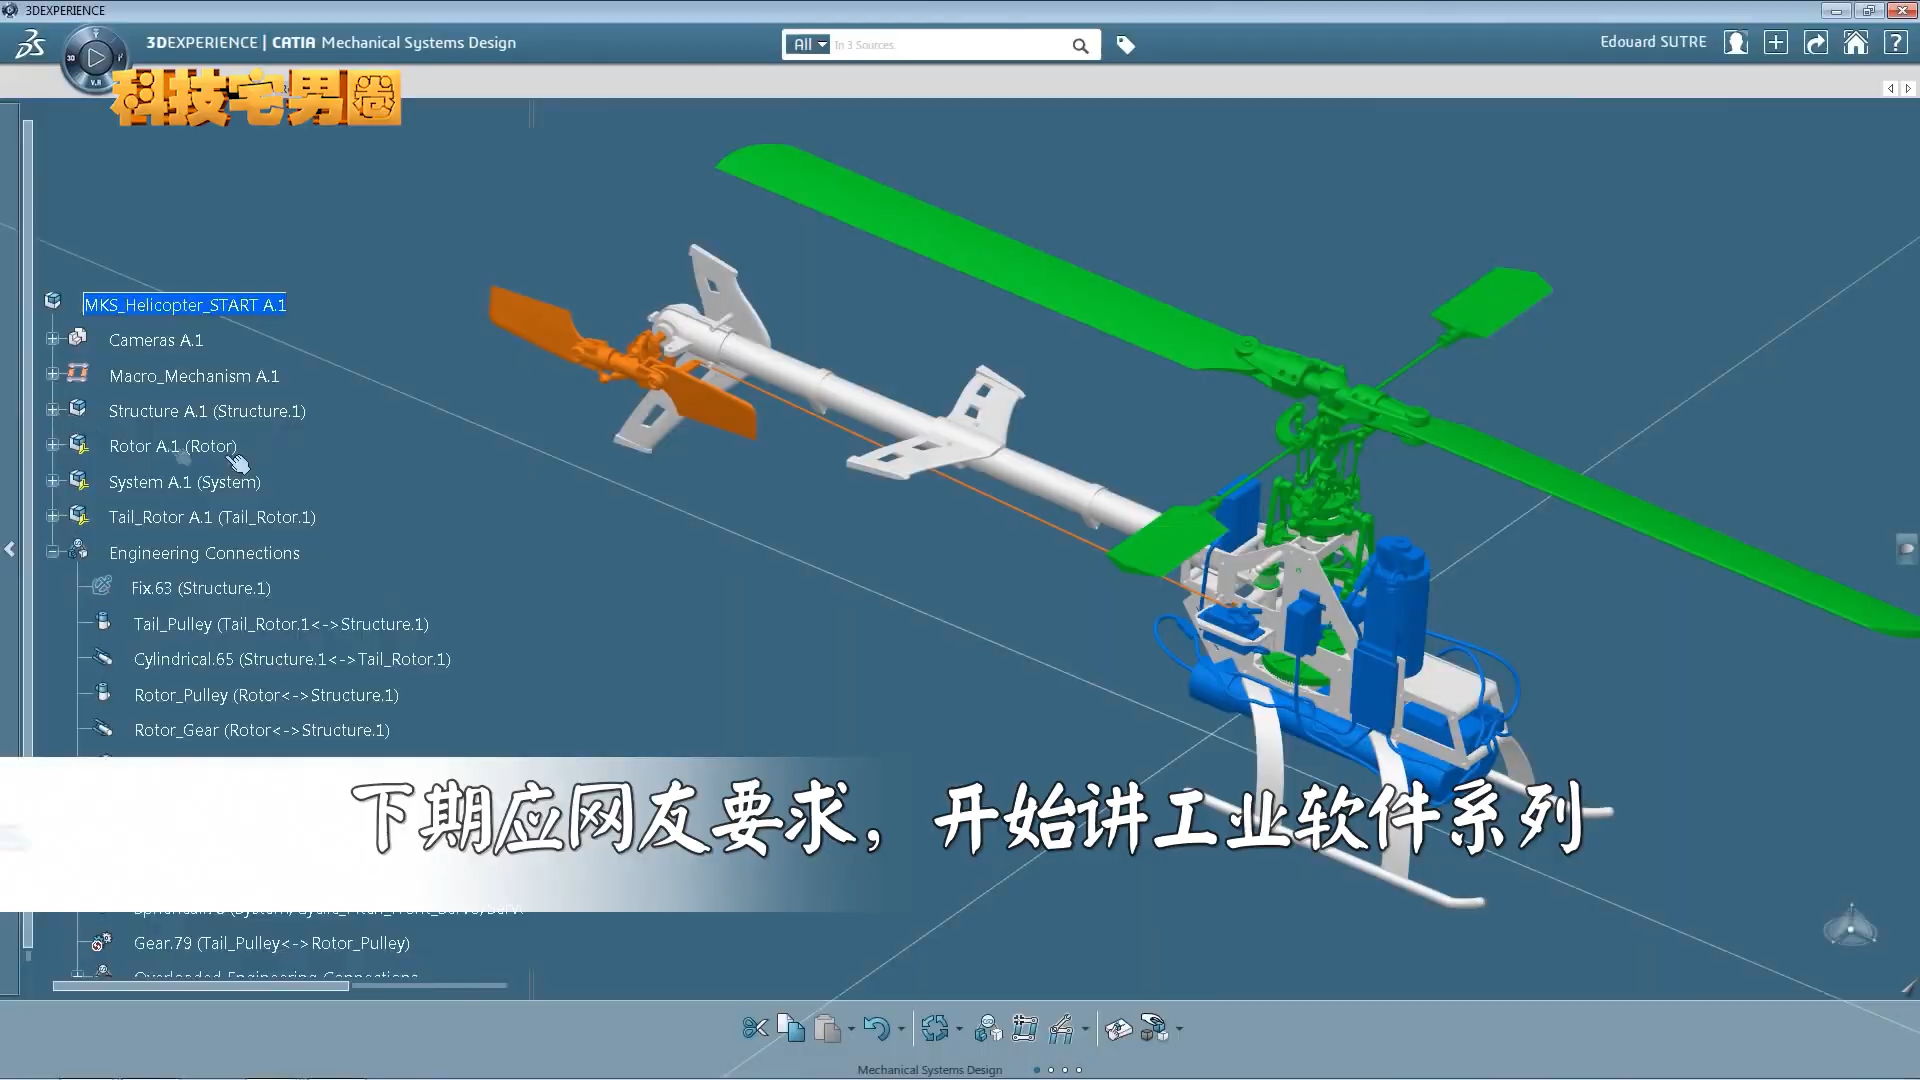 3DEXPERIENCE
3DEXPERIENCE | CATIA Mechanical Systems Design
All
In 3 Sources.
Edouard SUTRE
3D
V.R
科技宅男圈
MKS_Helicopter_START A.1
Cameras A.1
Macro_Mechanism A.1
Structure A.1 (Structure.1)
Rotor A.1 (Rotor)
System A.1 (System)
Tail_Rotor A.1 (Tail_Rotor.1)
Engineering Connections
Fix.63 (Structure.1)
Tail_Pulley (Tail_Rotor.1<->Structure.1)
Cylindrical.65 (Structure.1<->Tail_Rotor.1)
Rotor_Pulley (Rotor<->Structure.1)
Rotor_Gear (Rotor<->Structure.1)
下期应网友要求，开始讲工业软件系列
Gear.79 (Tail_Pulley<->Rotor_Pulley)
Overloaded Engineering Connections
Mechanical Systems Design